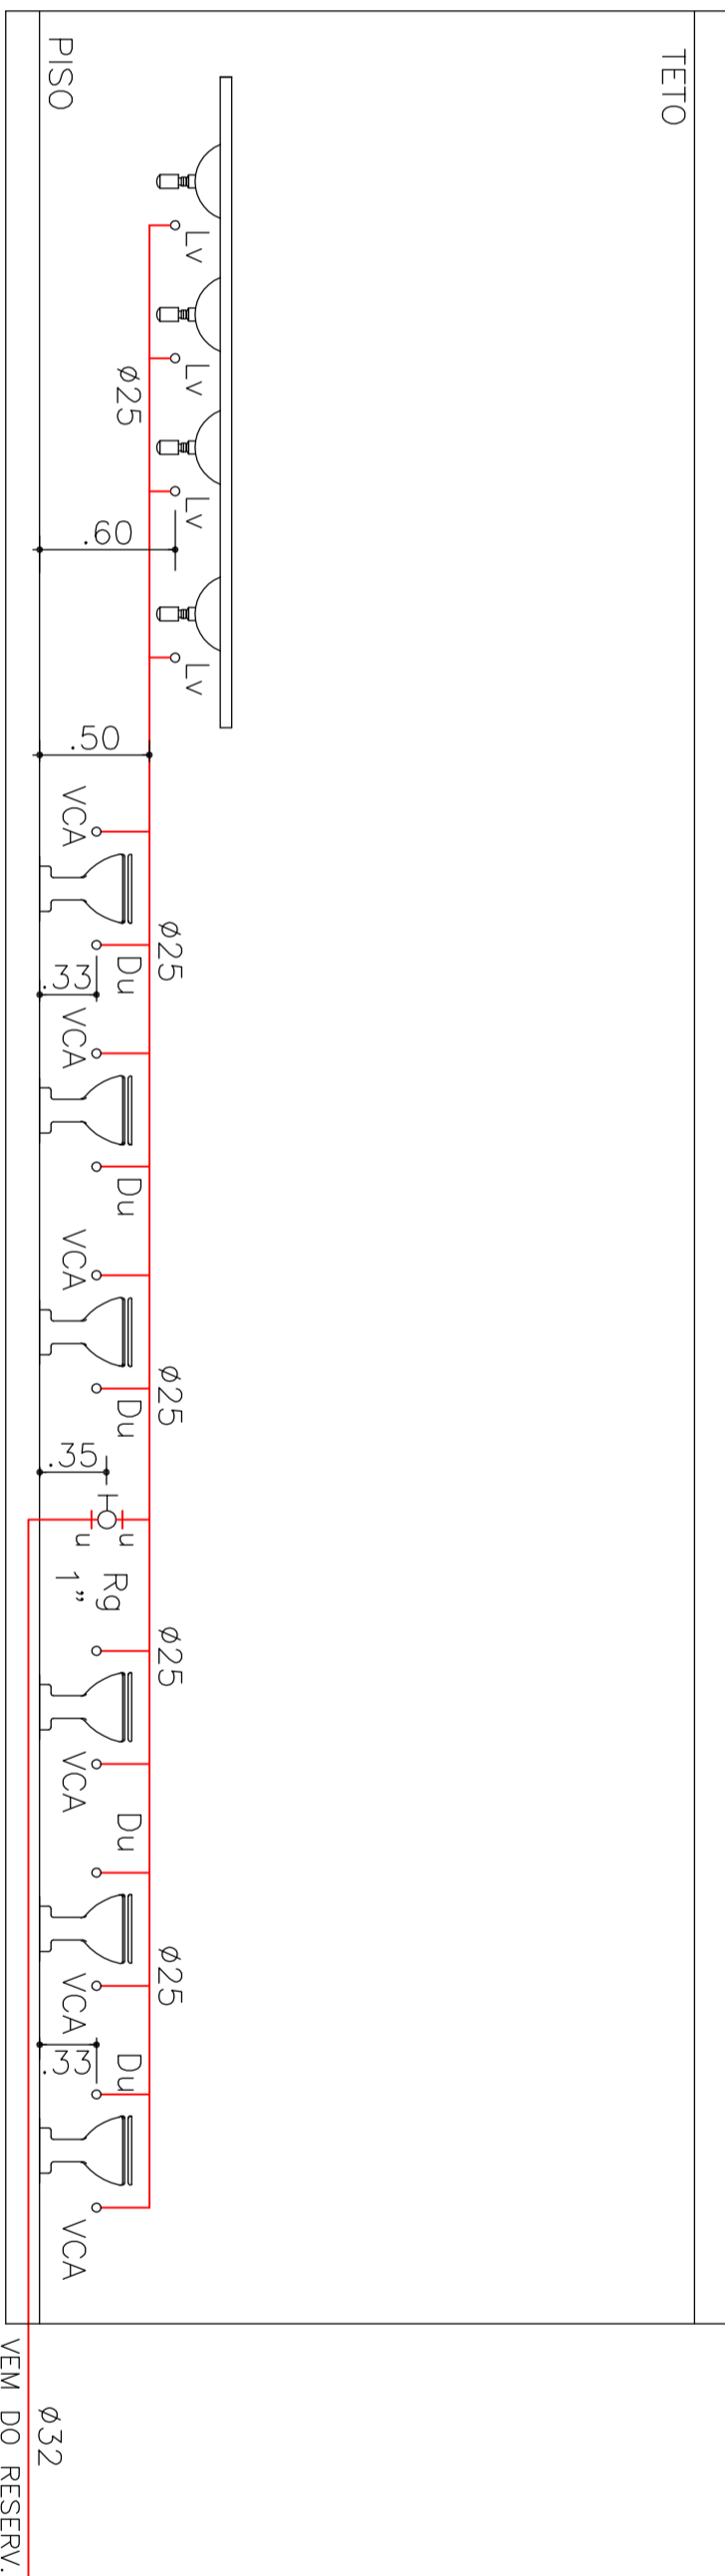 TETO
PISO
Lv
Lv
Lv
Lv
ø25
.60
.50
VCA
ø25
Du
.33
VCA
Du
VCA
ø25
Du
.35
u
u
Rg
1”
ø25
VCA
Du
ø25
VCA
Du
.33
VCA
ø32
VEM DO RESERV.